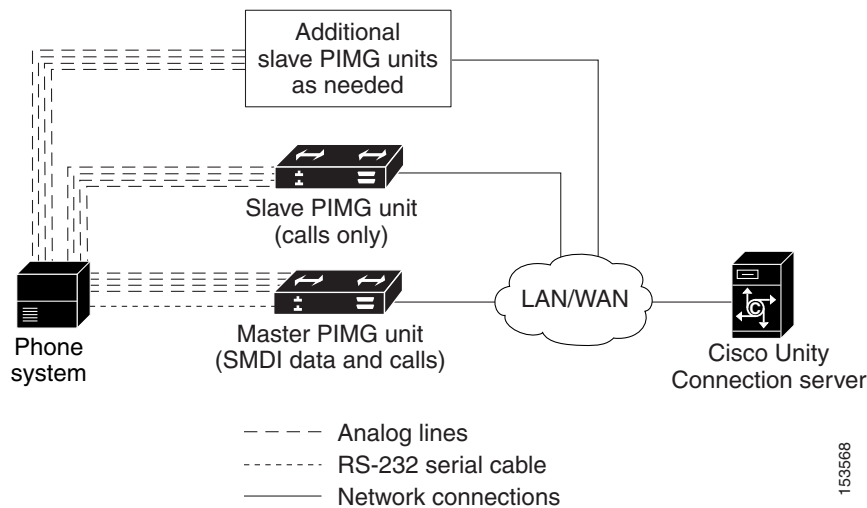 Additional
slave PIMG units
as needed
Slave PIMG unit
(calls only)
LAN/WAN
Phone
system
Master PIMG unit
(SMDI data and calls)
Cisco Unity
Connection server
Analog lines
RS-232 serial cable
Network connections
153568